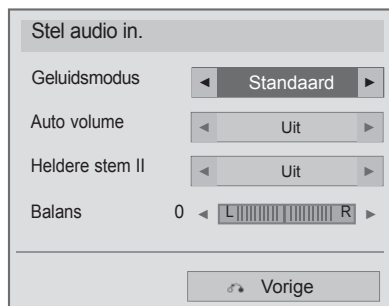 Stel audio in.
Geluidsmodus ◄ Standaard ►
Auto volume ◄ Uit ►
Heldere stem II ◄ Uit ►
Balans 0 ◄ L R ►
Vorige